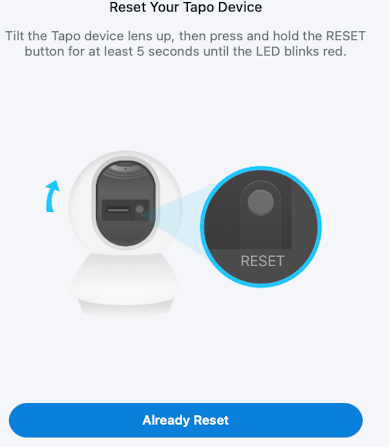 Reset Your Tapo Device
Tilt the Tapo device lens up, then press and hold the RESET
button for at least 5 seconds until the LED blinks red.
RESET
Already Reset